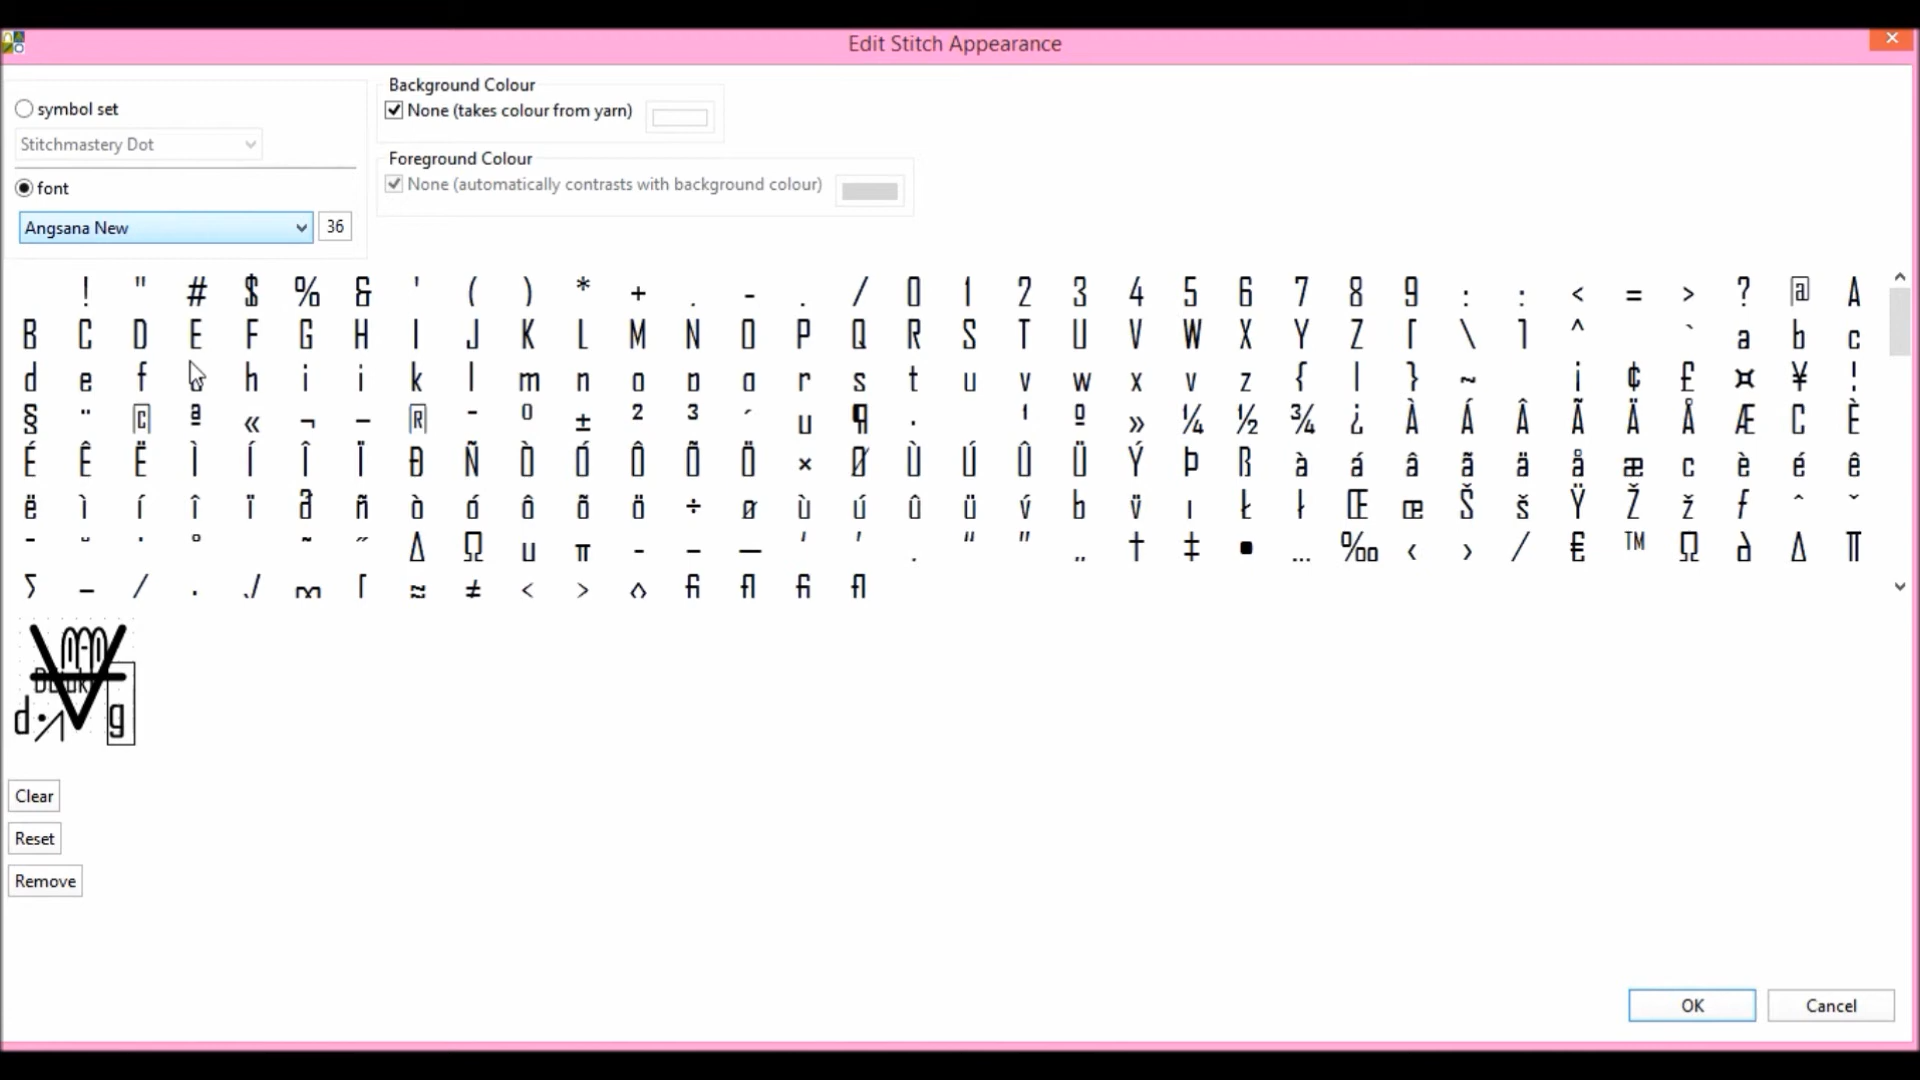 Edit Stitch Appearance
symbol set
Stitchmastery Dot
font
Angsana New
36
Background Colour
None (takes colour from yarn)
Foreground Colour
None (automatically contrasts with background colour)
! " # $ % & ' ( ) * + . - . / 0 1 2 3 4 5 6 7 8 9 : : < = > ? @ A
B C D E F G H I J K L M N O P Q R S T U V W X Y Z [ \ ] ^ ` a b c
d e f h i i k l m n o p q r s t u v w x y z { | } ~ ¡ ¢ £ ¤ ¥ !
§ ¨ © ª « ¬ – ® ¯ º ± ² ³ ´ u ¶ · ¹ º » ¼ ½ ¾ ¿ À Á Â Ã Ä Å Æ C È
É Ê Ë Ì Í Î Ï Ð Ñ Ò Ó Ô Õ Ö × Ø Ù Ú Û Ü Ý Þ ß à á â ã ä å æ c è é ê
ë ì í î ï ð ñ ò ó ô õ ö ÷ ø ù ú û ü ý þ ÿ ı Ł ł Œ œ Š š Ÿ Ž ž ƒ ˆ ˇ
¯ ˘ ˙ ˚ ˜ ˝ Δ Ω u π - – — ‘ ’ . “ ” „ † ‡ • … ‰ ‹ › ⁄ € ™ Ω ∂ Δ ∏
∑ − / · √ ∞ ⌠ ≈ ≠ < > ◊ fi fl fi fl
d
g
Clear
Reset
Remove
OK
Cancel